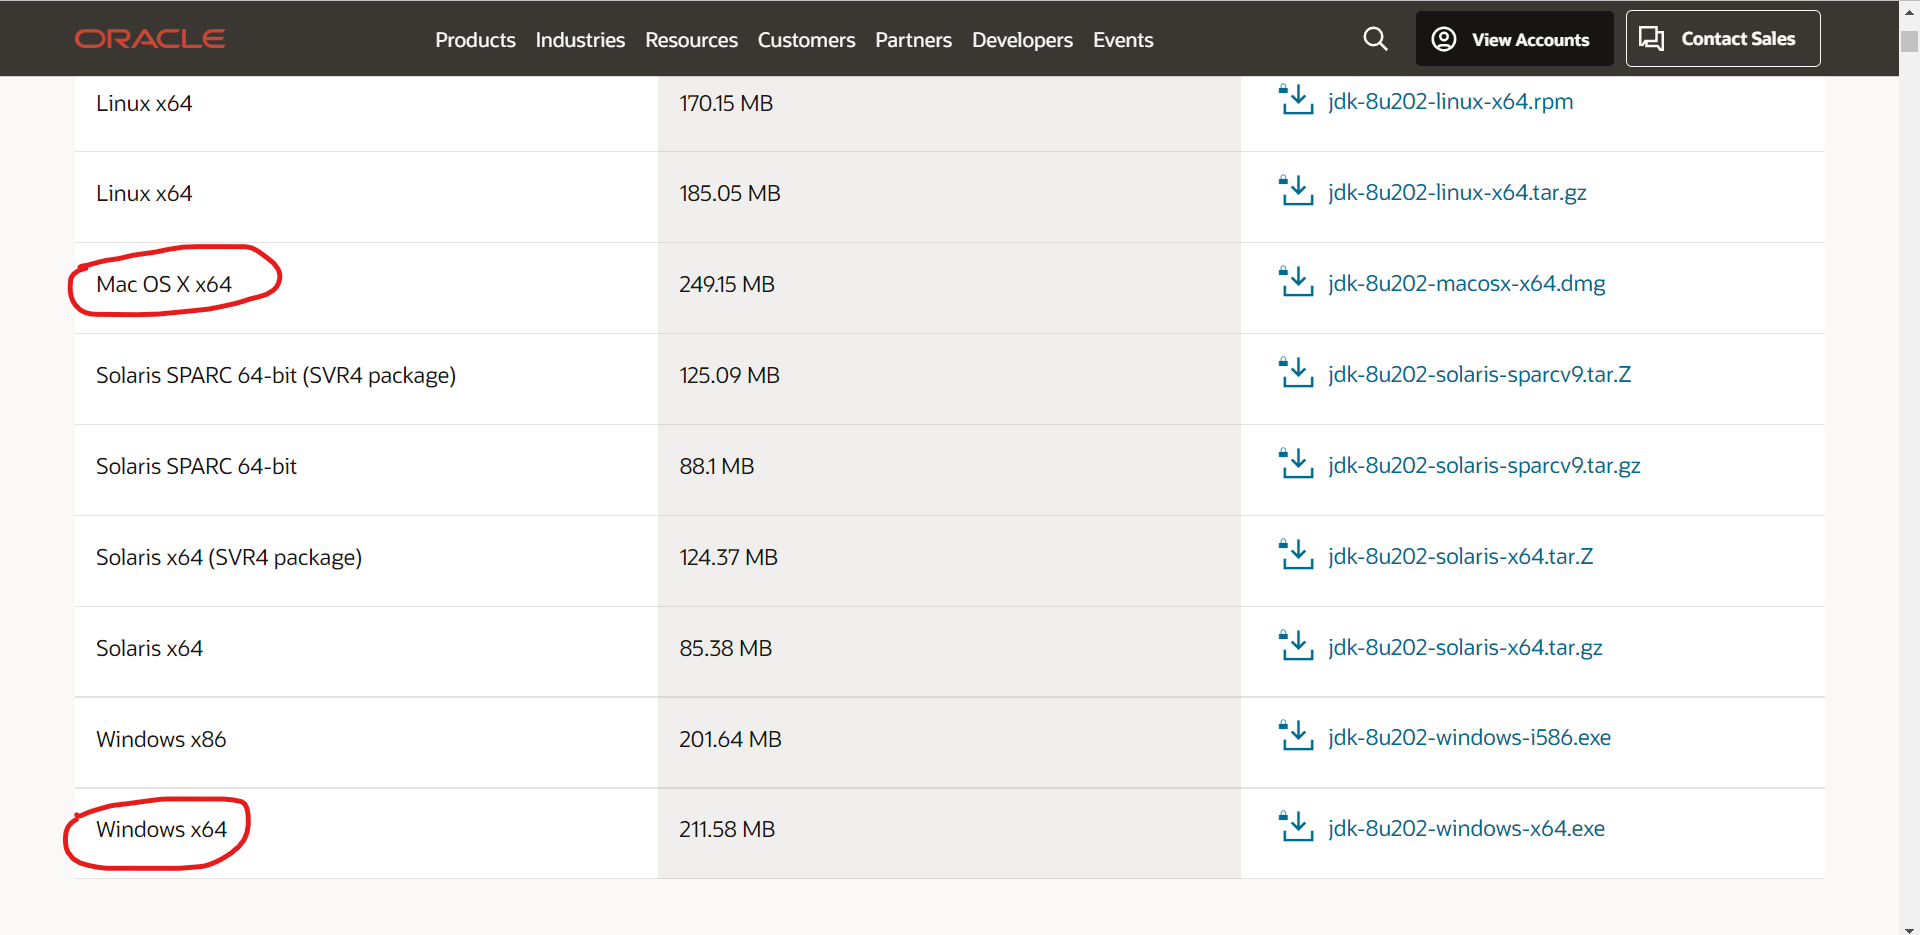 ORACLE Products Industries Resources Customers Partners Developers Events View Accounts Contact Sales
Linux x64 170.15 MB jdk-8u202-linux-x64.rpm
Linux x64 185.05 MB jdk-8u202-linux-x64.tar.gz
Mac OS X x64 249.15 MB jdk-8u202-macosx-x64.dmg
Solaris SPARC 64-bit (SVR4 package) 125.09 MB jdk-8u202-solaris-sparcv9.tar.Z
Solaris SPARC 64-bit 88.1 MB jdk-8u202-solaris-sparcv9.tar.gz
Solaris x64 (SVR4 package) 124.37 MB jdk-8u202-solaris-x64.tar.Z
Solaris x64 85.38 MB jdk-8u202-solaris-x64.tar.gz
Windows x86 201.64 MB jdk-8u202-windows-i586.exe
Windows x64 211.58 MB jdk-8u202-windows-x64.exe